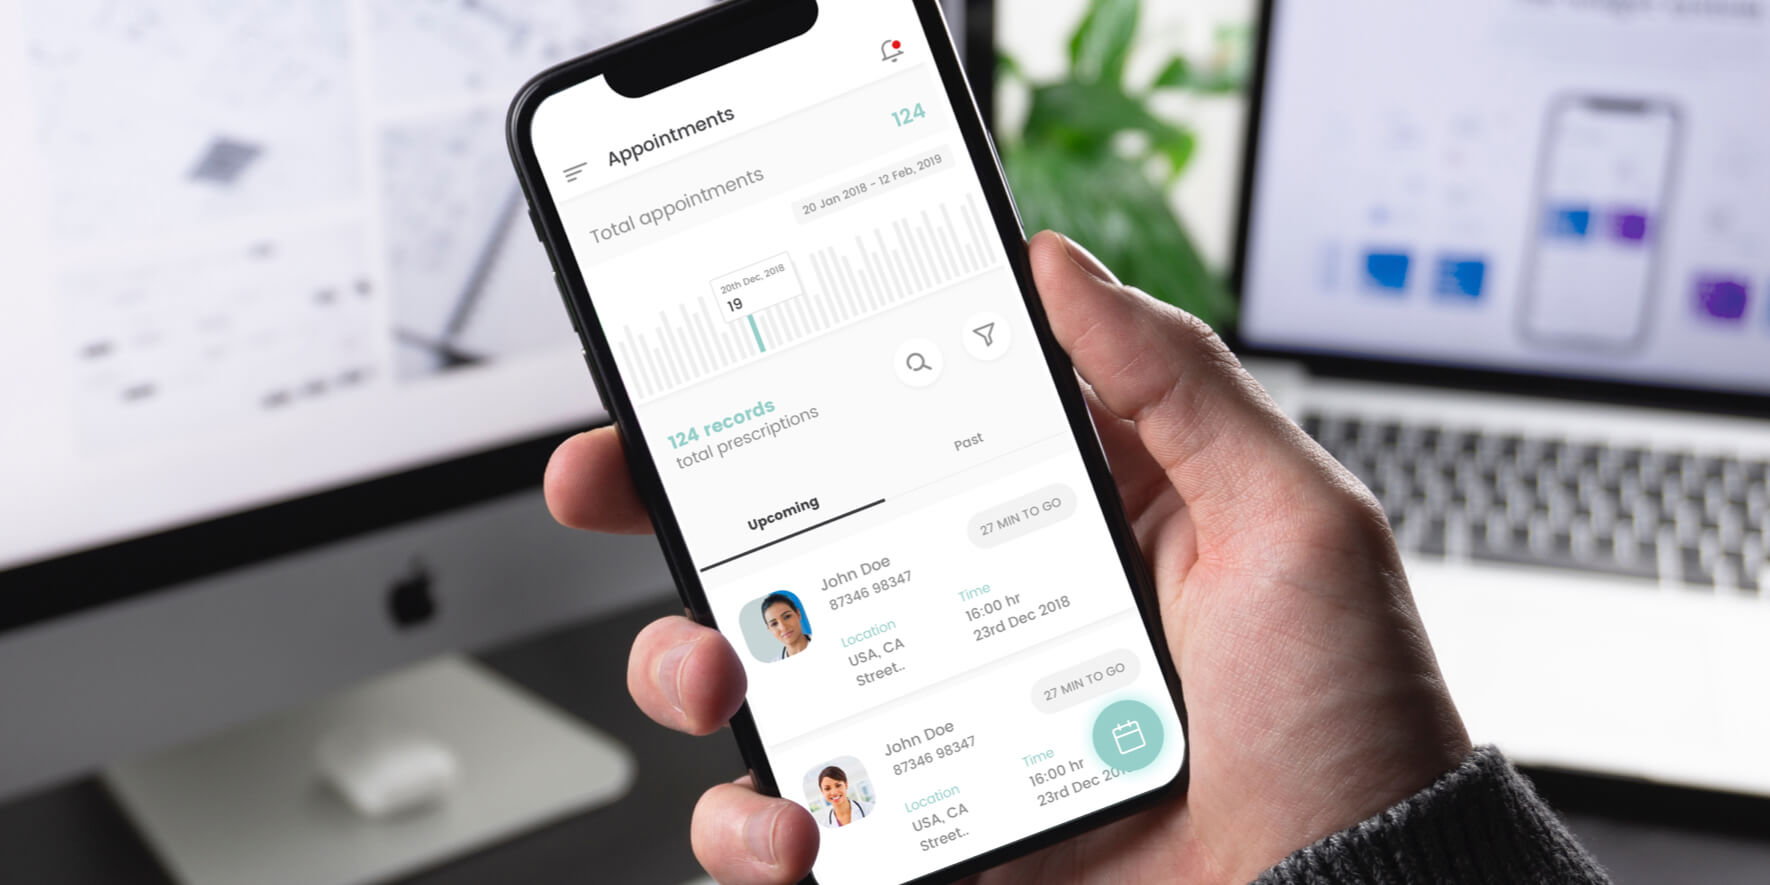 Appointments
Total appointments
124
20 Jan 2018 - 12 Feb, 2019
20th Dec, 2018
19
124 records
total prescriptions
Upcoming
Past
John Doe
87346 98347
27 MIN TO GO
Location
USA, CA
Street..
Time
16:00 hr
23rd Dec 2018
John Doe
87346 98347
27 MIN TO GO
Location
USA, CA
Street..
Time
16:00 hr
23rd Dec